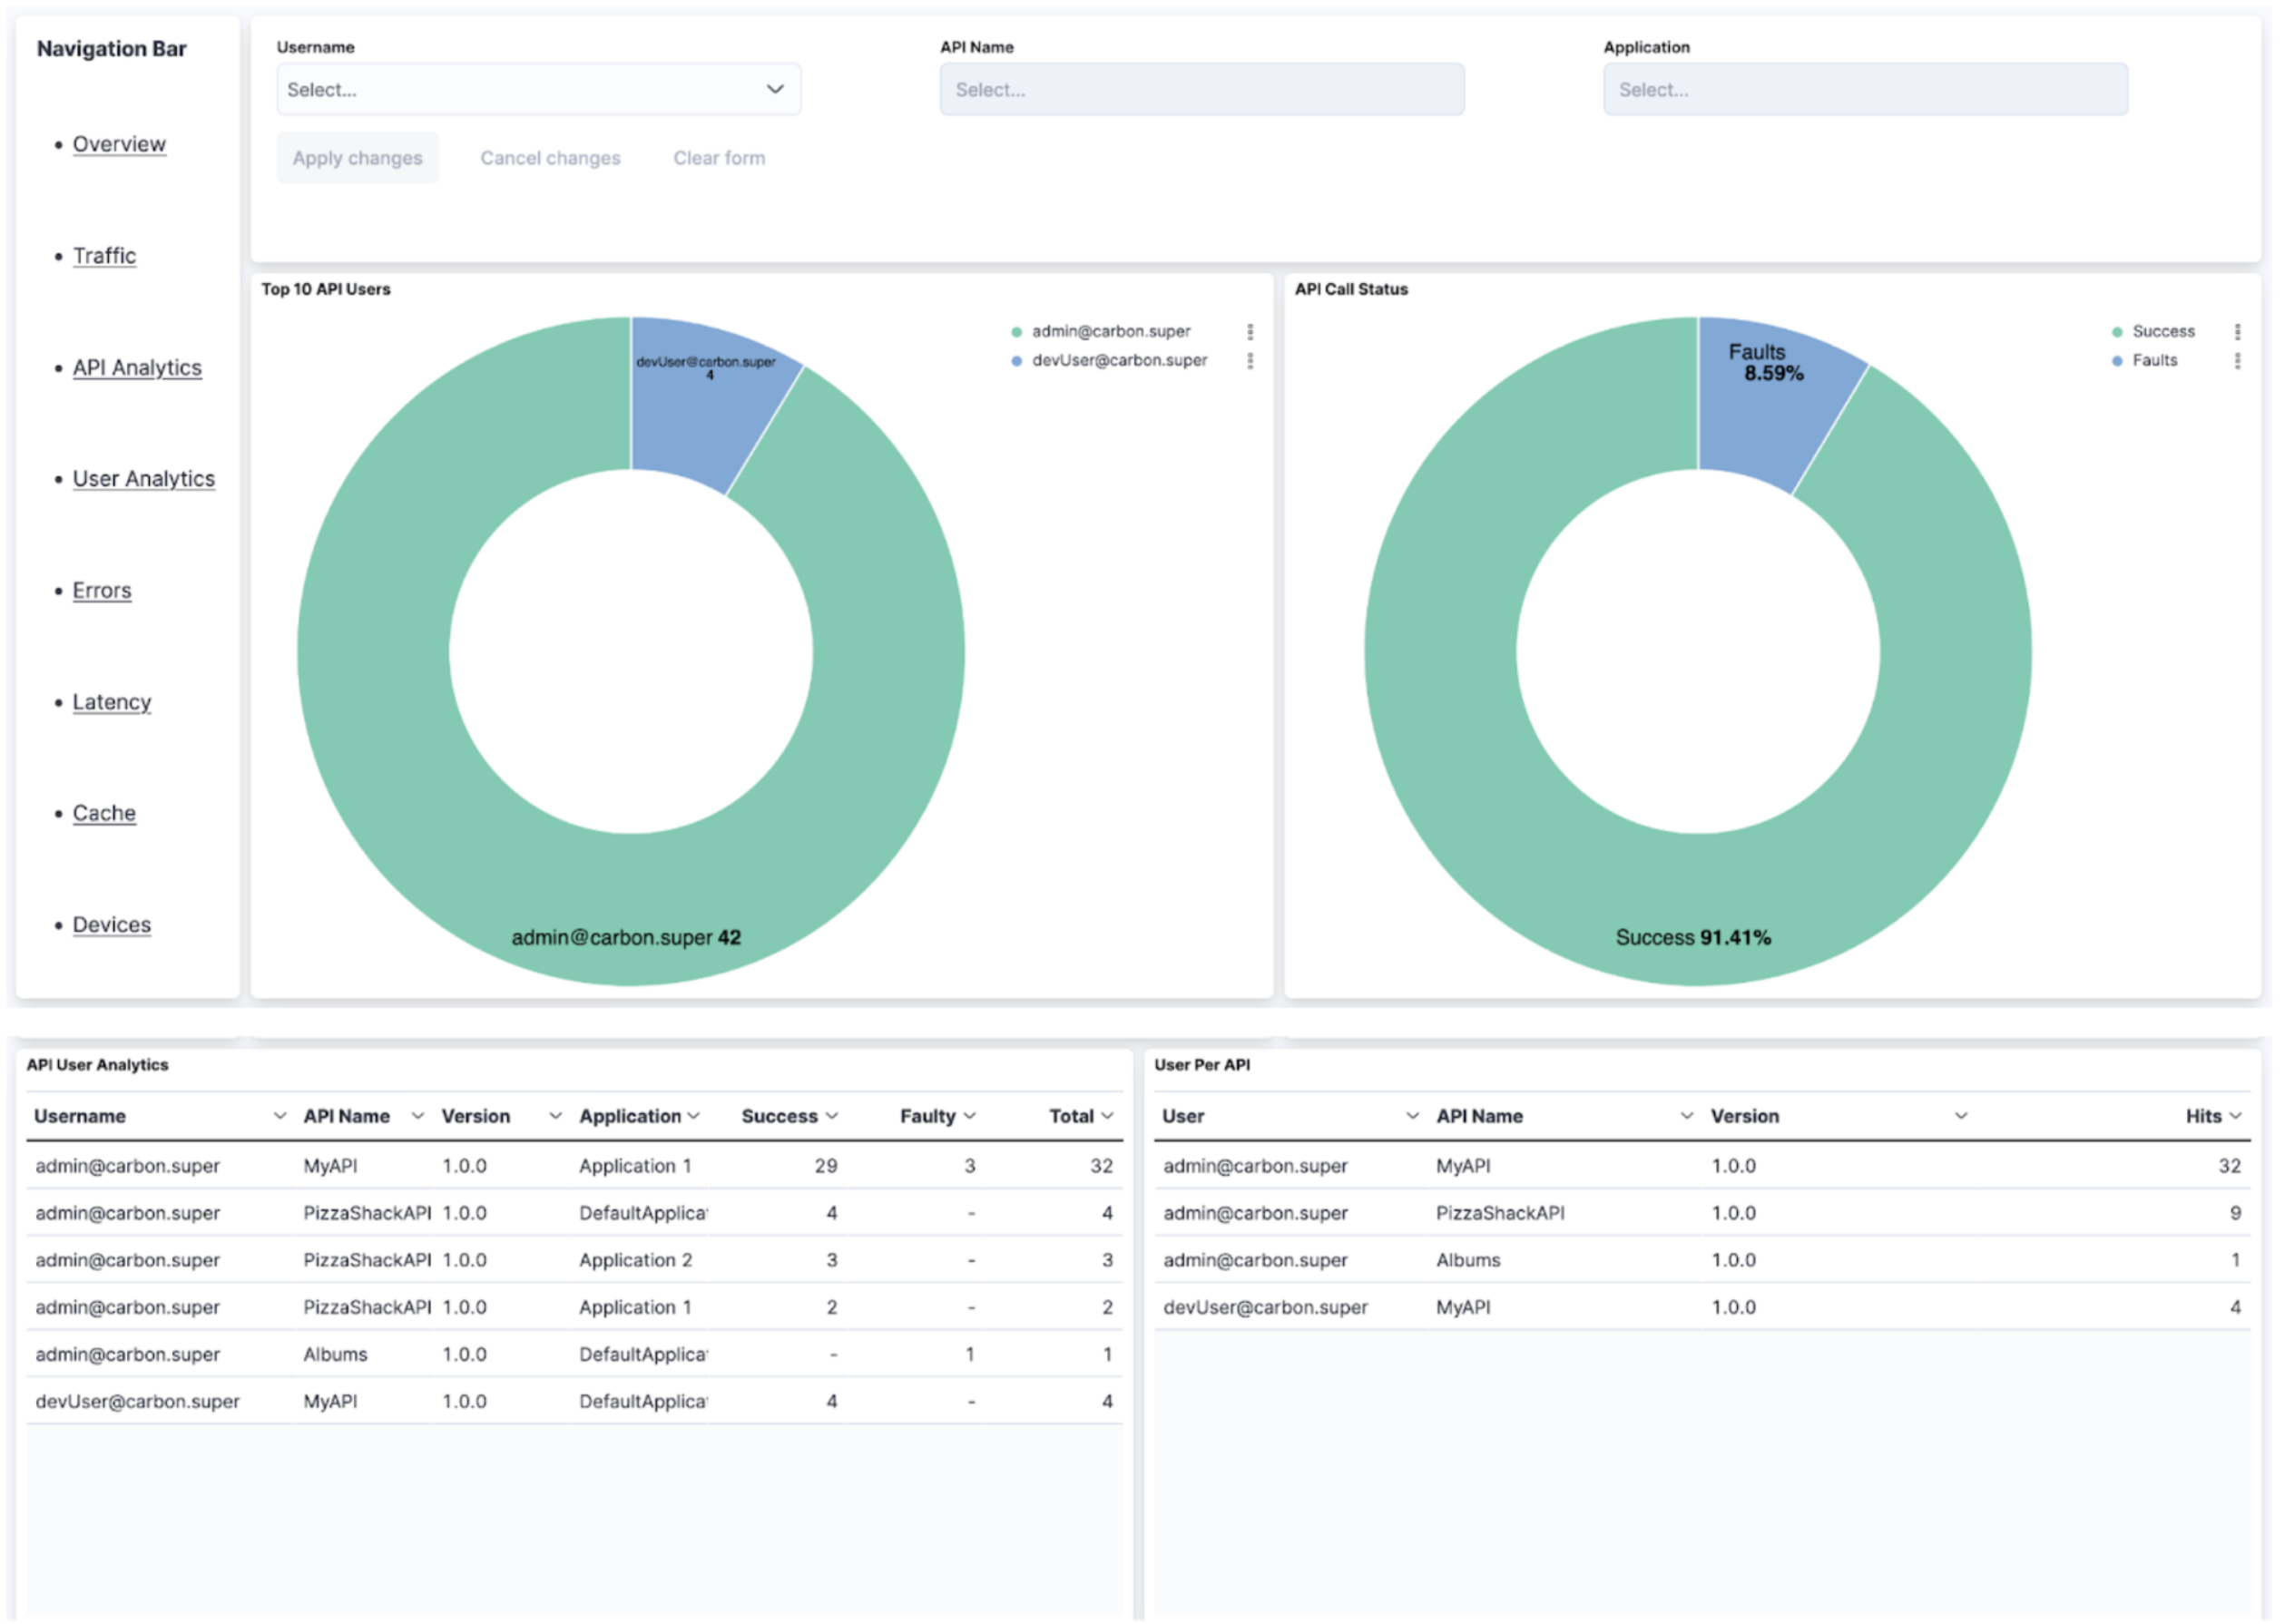 Navigation Bar
Overview
Traffic
API Analytics
User Analytics
Errors
Latency
Cache
Devices
Username API Name Application
Select... Select... Select...
Apply changes Cancel changes Clear form
Top 10 API Users
devUser@carbon.super
4
admin@carbon.super 42
admin@carbon.super
devUser@carbon.super
API Call Status
Faults
8.59%
Success 91.41%
Success
Faults
API User Analytics
Username API Name Version Application Success Faulty Total
admin@carbon.super MyAPI 1.0.0 Application 1 29 3 32
admin@carbon.super PizzaShackAPI 1.0.0 DefaultApplica 4 - 4
admin@carbon.super PizzaShackAPI 1.0.0 Application 2 3 - 3
admin@carbon.super PizzaShackAPI 1.0.0 Application 1 2 - 2
admin@carbon.super Albums 1.0.0 DefaultApplica - 1 1
devUser@carbon.super MyAPI 1.0.0 DefaultApplica 4 - 4
User Per API
User API Name Version Hits
admin@carbon.super MyAPI 1.0.0 32
admin@carbon.super PizzaShackAPI 1.0.0 9
admin@carbon.super Albums 1.0.0 1
devUser@carbon.super MyAPI 1.0.0 4